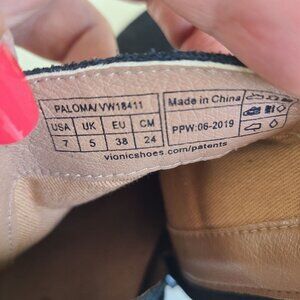 PALOMA/VW18411
USA UK EU CM
7 5 38 24
Made in China
PPW:06-2019
vionicshoes.com/patents